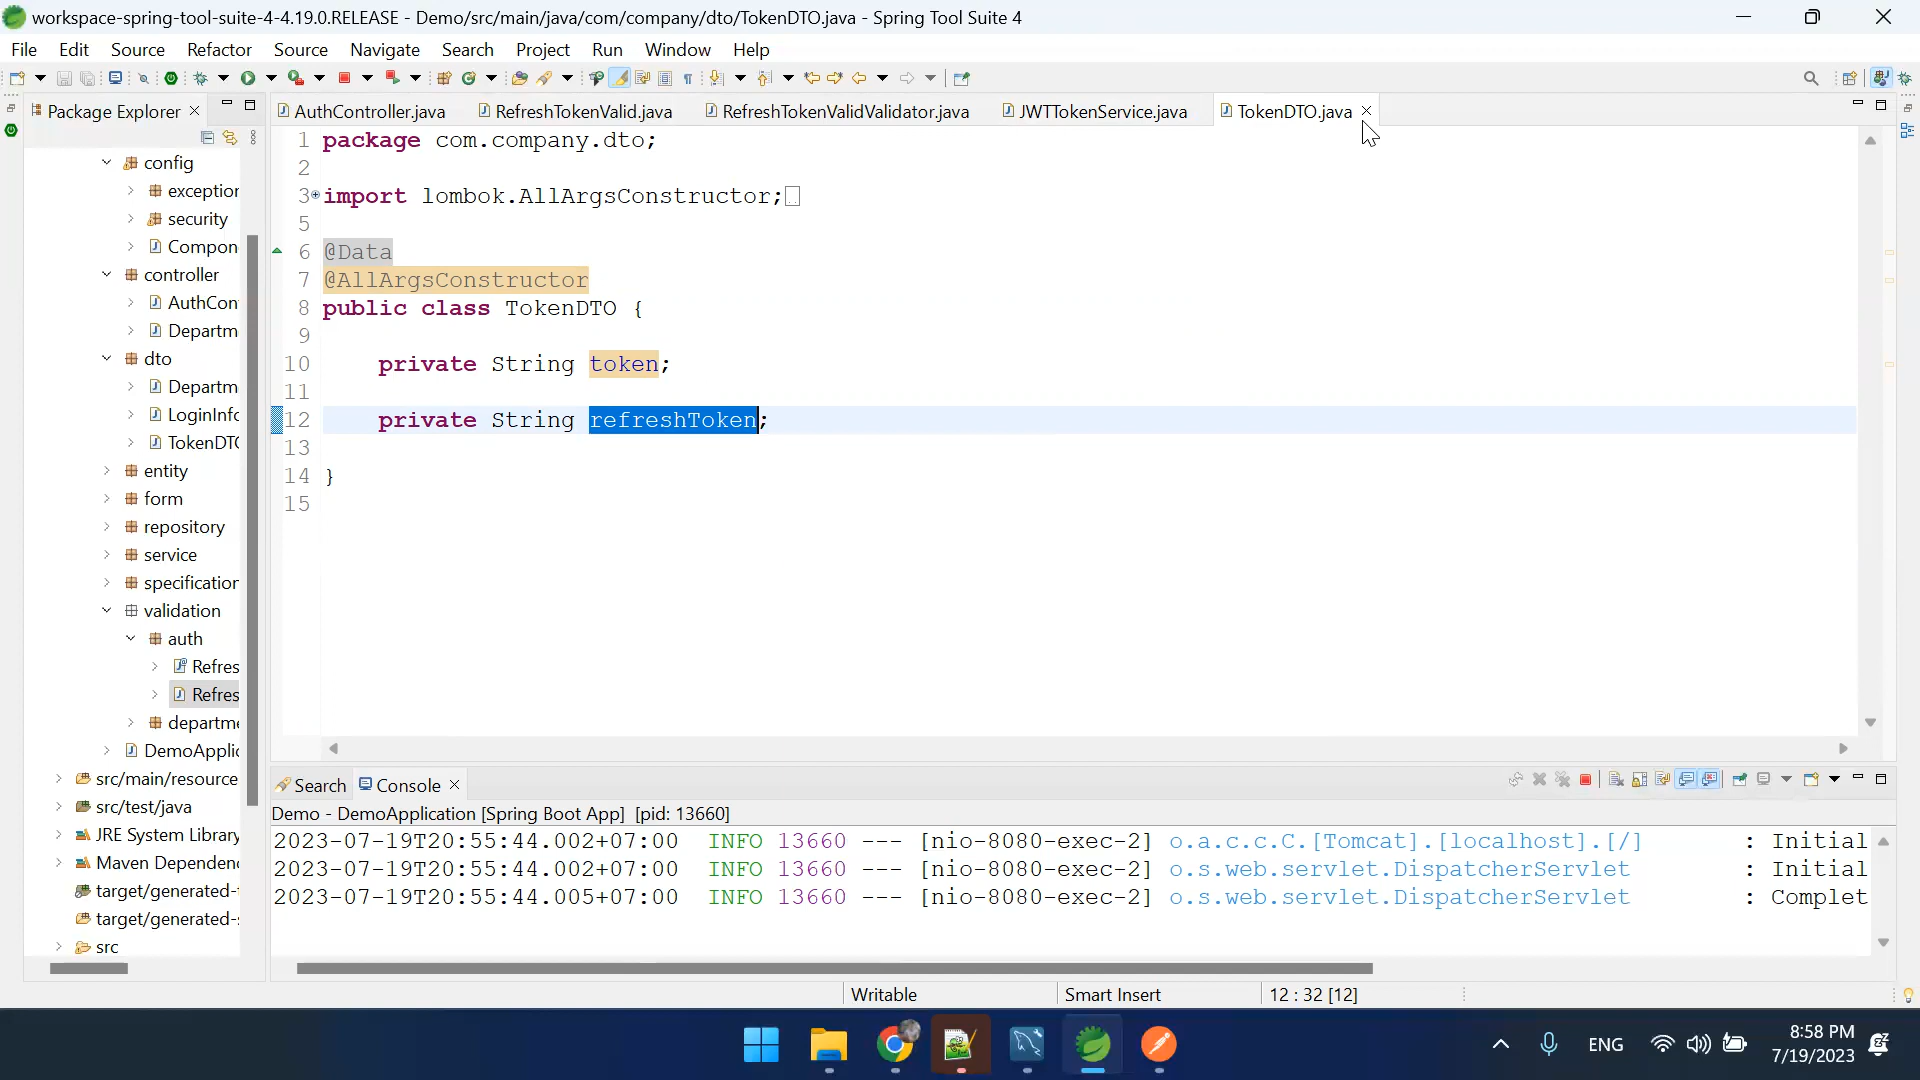 workspace-spring-tool-suite-4-4.19.0.RELEASE - Demo/src/main/java/com/company/dto/TokenDTO.java - Spring Tool Suite 4
File Edit Source Refactor Source Navigate Search Project Run Window Help
Package Explorer
AuthController.java RefreshTokenValid.java RefreshTokenValidValidator.java JWTTokenService.java TokenDTO.java
config
exception
security
Compon
controller
AuthCon
Departm
dto
Departm
LoginInfo
TokenDTO
entity
form
repository
service
specification
validation
auth
Refres
Refres
departme
DemoApplic
src/main/resource
src/test/java
JRE System Library
Maven Dependen
target/generated-
target/generated-s
src
1 package com.company.dto;
2
3 import lombok.AllArgsConstructor;
5
6 @Data
7 @AllArgsConstructor
8 public class TokenDTO {
9
10 private String token;
11
12 private String refreshToken;
13
14 }
15
Search Console
Demo - DemoApplication [Spring Boot App] [pid: 13660]
2023-07-19T20:55:44.002+07:00 INFO 13660 --- [nio-8080-exec-2] o.a.c.c.C.[Tomcat].[localhost].[/] : Initial
2023-07-19T20:55:44.002+07:00 INFO 13660 --- [nio-8080-exec-2] o.s.web.servlet.DispatcherServlet : Initial
2023-07-19T20:55:44.005+07:00 INFO 13660 --- [nio-8080-exec-2] o.s.web.servlet.DispatcherServlet : Complet
Writable Smart Insert 12 : 32 [12]
ENG
8:58 PM
7/19/2023